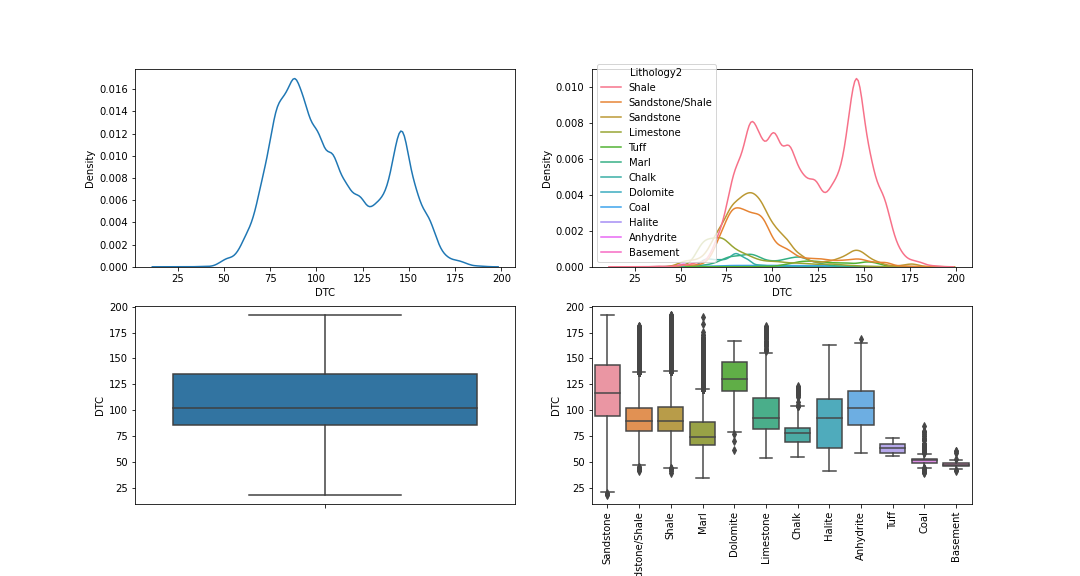 0.016
0.014
0.012
0.010
0.008
0.006
0.004
0.002
0.000
Density
25 50 75 100 125 150 175 200
DTC
0.010
0.008
0.006
0.004
0.002
0.000
Density
Lithology2
Shale
Sandstone/Shale
Sandstone
Limestone
Tuff
Marl
Chalk
Dolomite
Coal
Halite
Anhydrite
Basement
25 50 75 100 125 150 175 200
DTC
200
175
150
125
100
75
50
25
DTC
200
175
150
125
100
75
50
25
DTC
Sandstone
dstone/Shale
Shale
Marl
Dolomite
Limestone
Chalk
Halite
Anhydrite
Tuff
Coal
Basement